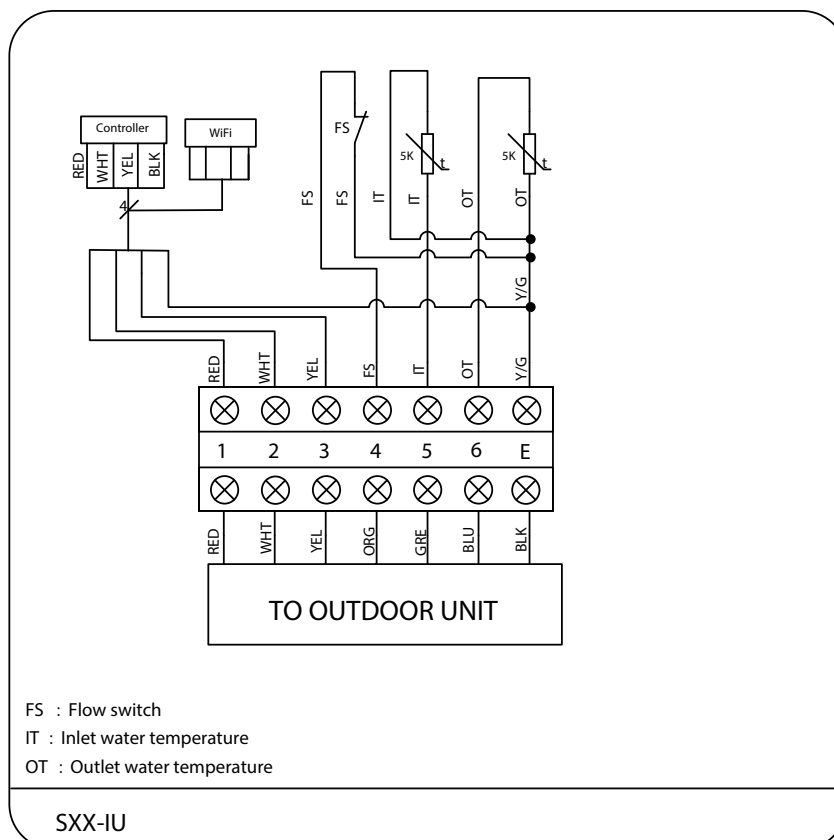 Controller
WiFi
RED
WHT
YEL
BLK
4
FS
5K
t
5K
t
FS
FS
IT
IT
OT
OT
Y/G
RED
WHT
YEL
FS
IT
OT
Y/G
1 2 3 4 5 6 E
RED
WHT
YEL
ORG
GRE
BLU
BLK
TO OUTDOOR UNIT
FS : Flow switch
IT : Inlet water temperature
OT : Outlet water temperature
SXX-IU